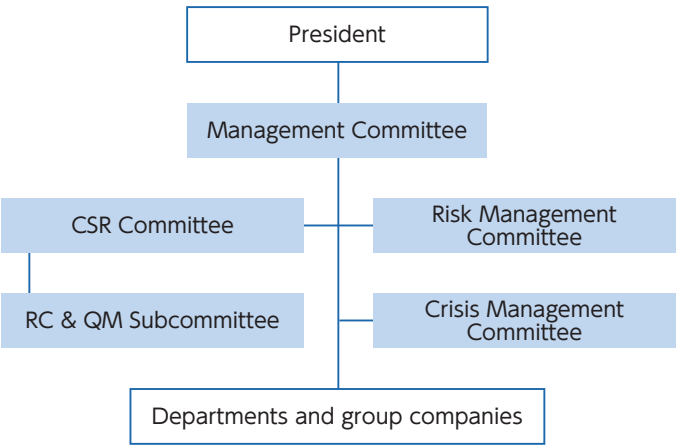 President
Management Committee
CSR Committee
Risk Management
Committee
RC & QM Subcommittee
Crisis Management
Committee
Departments and group companies